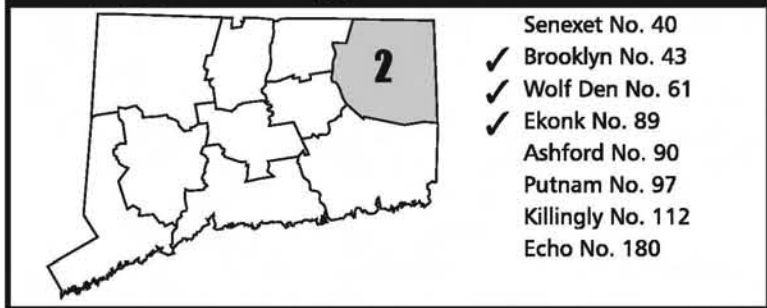 2
Senexet No. 40
✓ Brooklyn No. 43
✓ Wolf Den No. 61
✓ Ekonk No. 89
Ashford No. 90
Putnam No. 97
Killingly No. 112
Echo No. 180